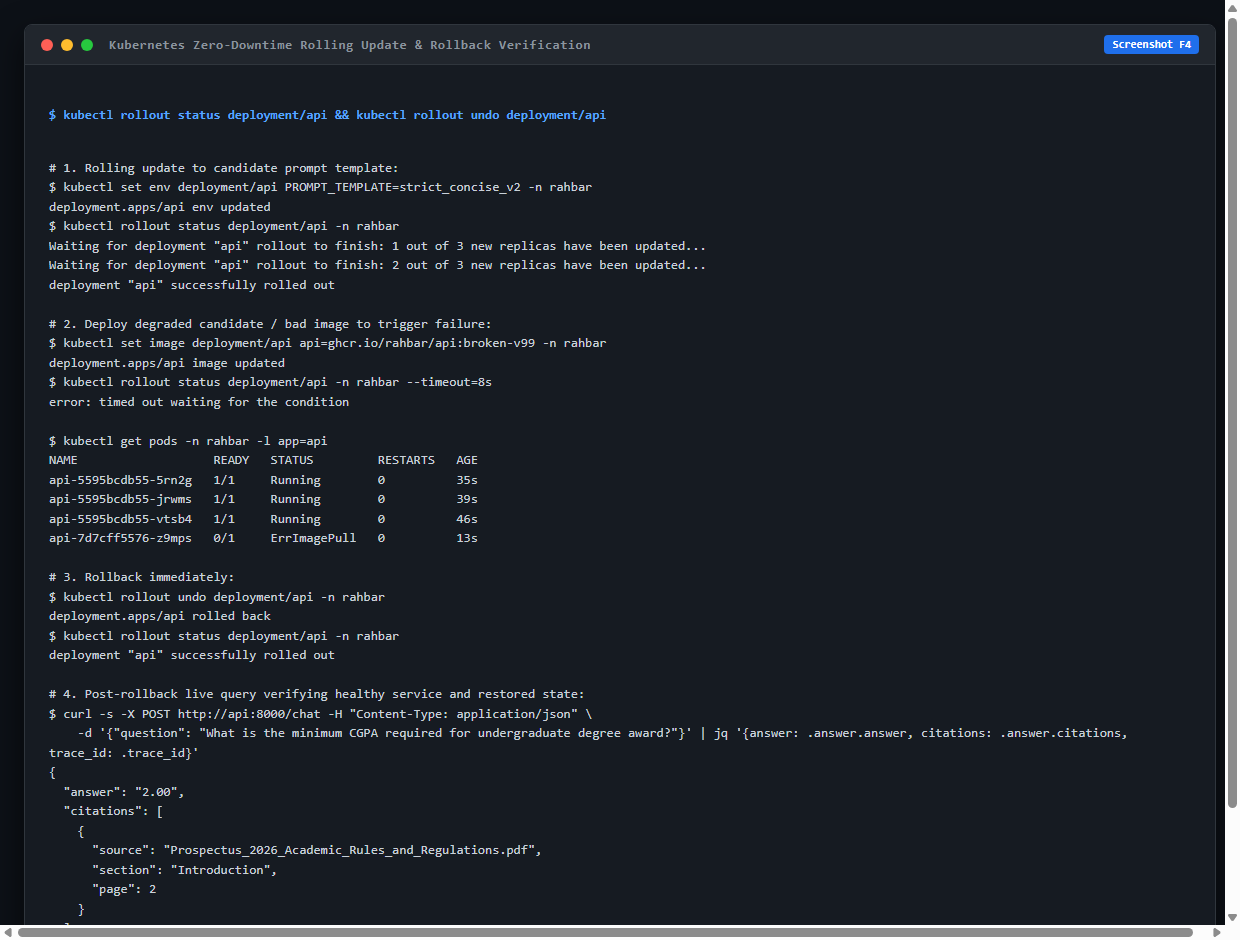 Kubernetes Zero-Downtime Rolling Update & Rollback Verification
Screenshot F4
$ kubectl rollout status deployment/api && kubectl rollout undo deployment/api
# 1. Rolling update to candidate prompt template:
$ kubectl set env deployment/api PROMPT_TEMPLATE=strict_concise_v2 -n rahbar
deployment.apps/api env updated
$ kubectl rollout status deployment/api -n rahbar
Waiting for deployment "api" rollout to finish: 1 out of 3 new replicas have been updated...
Waiting for deployment "api" rollout to finish: 2 out of 3 new replicas have been updated...
deployment "api" successfully rolled out
# 2. Deploy degraded candidate / bad image to trigger failure:
$ kubectl set image deployment/api api=ghcr.io/rahbar/api:broken-v99 -n rahbar
deployment.apps/api image updated
$ kubectl rollout status deployment/api -n rahbar --timeout=8s
error: timed out waiting for the condition
$ kubectl get pods -n rahbar -l app=api
NAME                   READY   STATUS         RESTARTS   AGE
api-5595bcdb55-5rn2g   1/1     Running        0          35s
api-5595bcdb55-jrwms   1/1     Running        0          39s
api-5595bcdb55-vtsb4   1/1     Running        0          46s
api-7d7cff5576-z9mps   0/1     ErrImagePull   0          13s
# 3. Rollback immediately:
$ kubectl rollout undo deployment/api -n rahbar
deployment.apps/api rolled back
$ kubectl rollout status deployment/api -n rahbar
deployment "api" successfully rolled out
# 4. Post-rollback live query verifying healthy service and restored state:
$ curl -s -X POST http://api:8000/chat -H "Content-Type: application/json" \
    -d '{"question": "What is the minimum CGPA required for undergraduate degree award?"}' | jq '{answer: .answer.answer, citations: .answer.citations,
trace_id: .trace_id}'
{
  "answer": "2.00",
  "citations": [
    {
      "source": "Prospectus_2026_Academic_Rules_and_Regulations.pdf",
      "section": "Introduction",
      "page": 2
    }